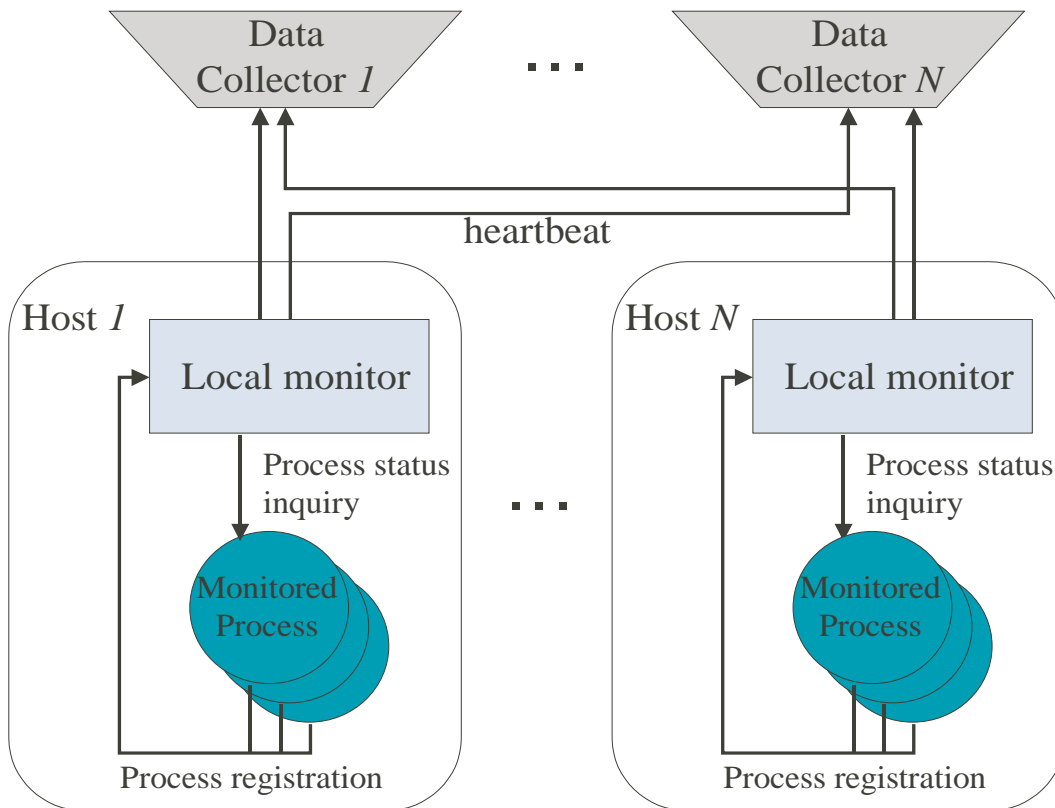 Data
Collector 1
Data
Collector N
heartbeat
Host 1
Local monitor
Process status
inquiry
Monitored
Process
Process registration
Host N
Local monitor
Process status
inquiry
Monitored
Process
Process registration